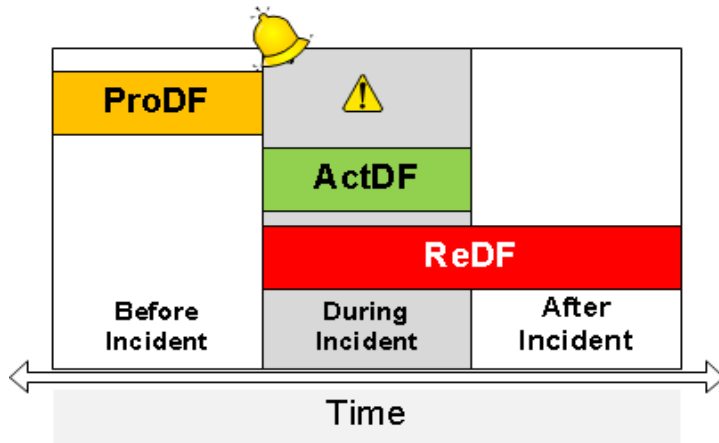 ProDF
ActDF
ReDF
Before
Incident
During
Incident
After
Incident
Time